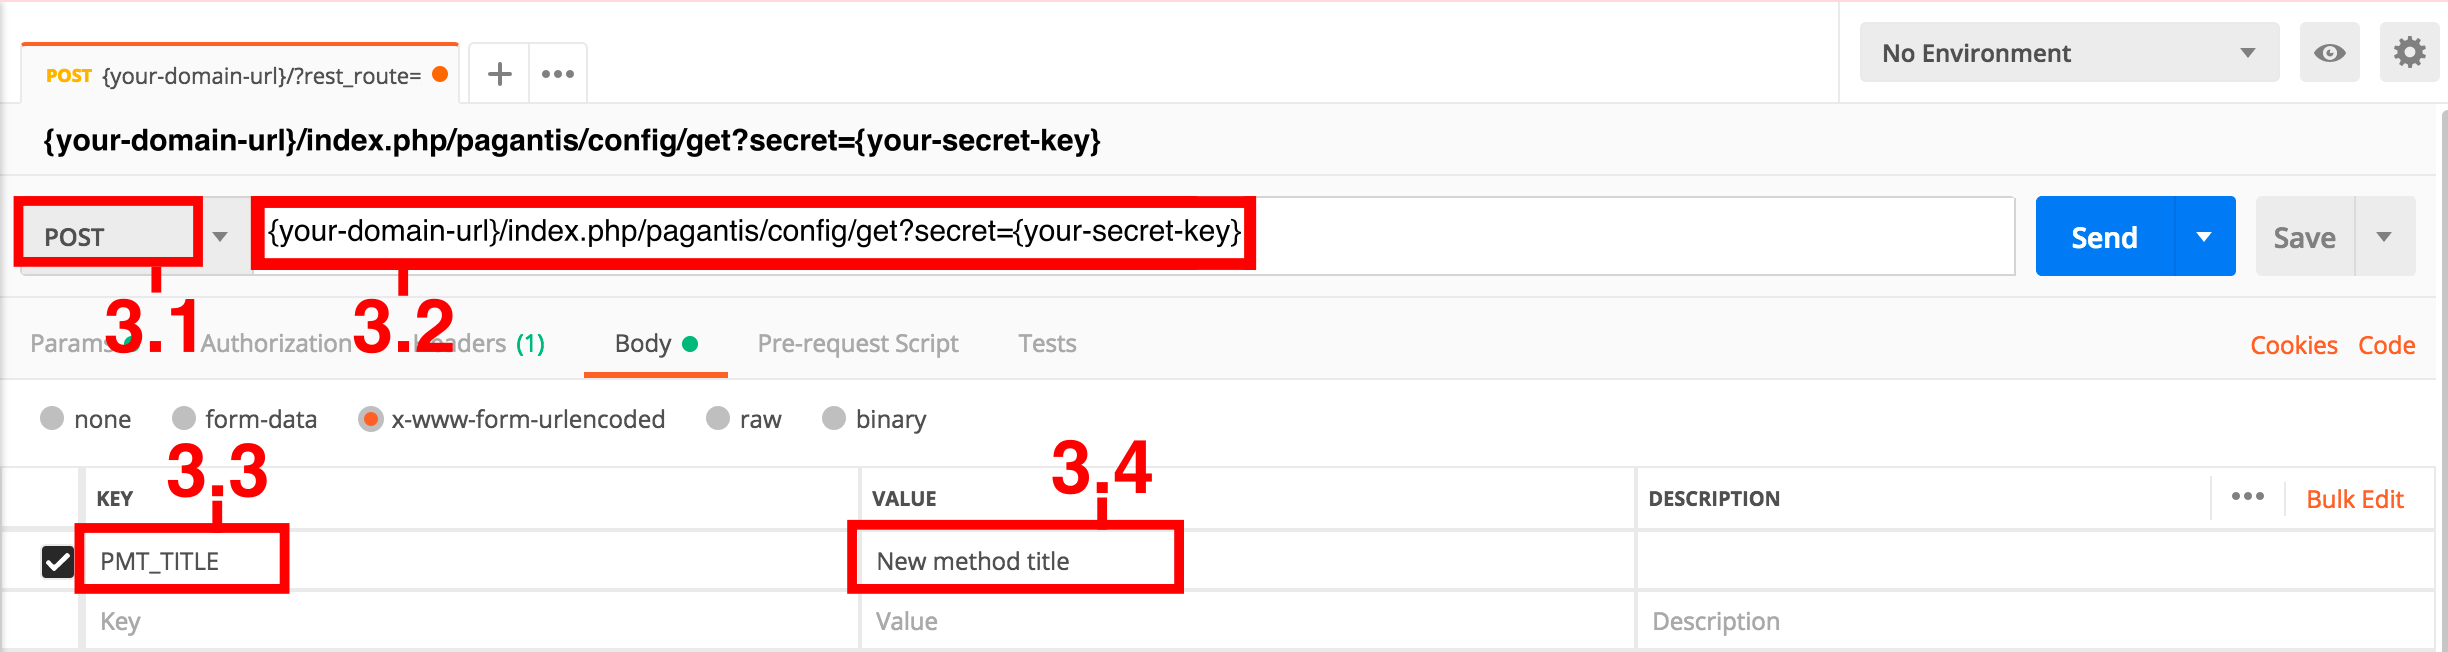 POST {your-domain-url}/?rest_route=
No Environment
{your-domain-url}/index.php/pagantis/config/get?secret={your-secret-key}
POST {your-domain-url}/index.php/pagantis/config/get?secret={your-secret-key} Send Save
3.1 3.2
Params Authorization Headers (1) Body Pre-request Script Tests Cookies Code
none form-data x-www-form-urlencoded raw binary
3.3 3.4
KEY VALUE DESCRIPTION Bulk Edit
PMT_TITLE New method title
Key Value Description